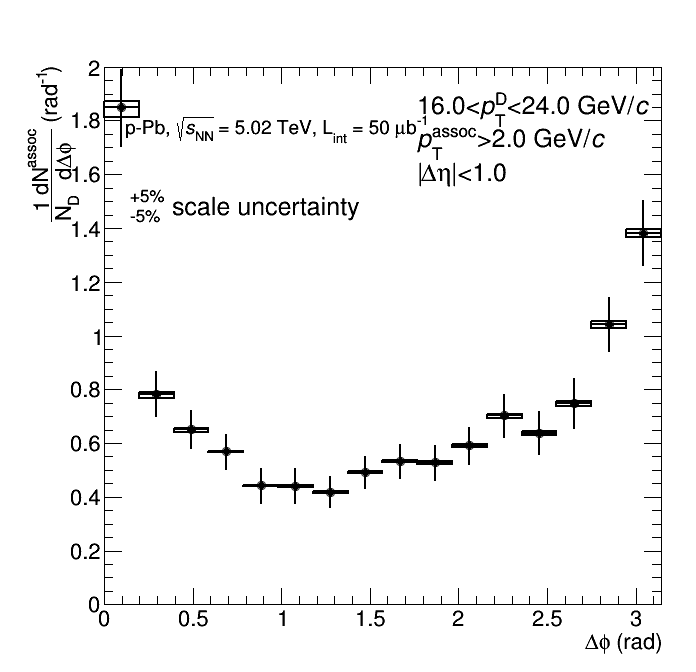 1 dN^assoc / N_D dΔφ (rad⁻¹)
16.0<p_T^D<24.0 GeV/c
p-Pb, √s_NN = 5.02 TeV, L_int = 50 μb⁻¹
p_T^assoc>2.0 GeV/c
|Δη|<1.0
+5%
-5% scale uncertainty
2
1.8
1.6
1.4
1.2
1
0.8
0.6
0.4
0.2
0
0 0.5 1 1.5 2 2.5 3
Δφ (rad)